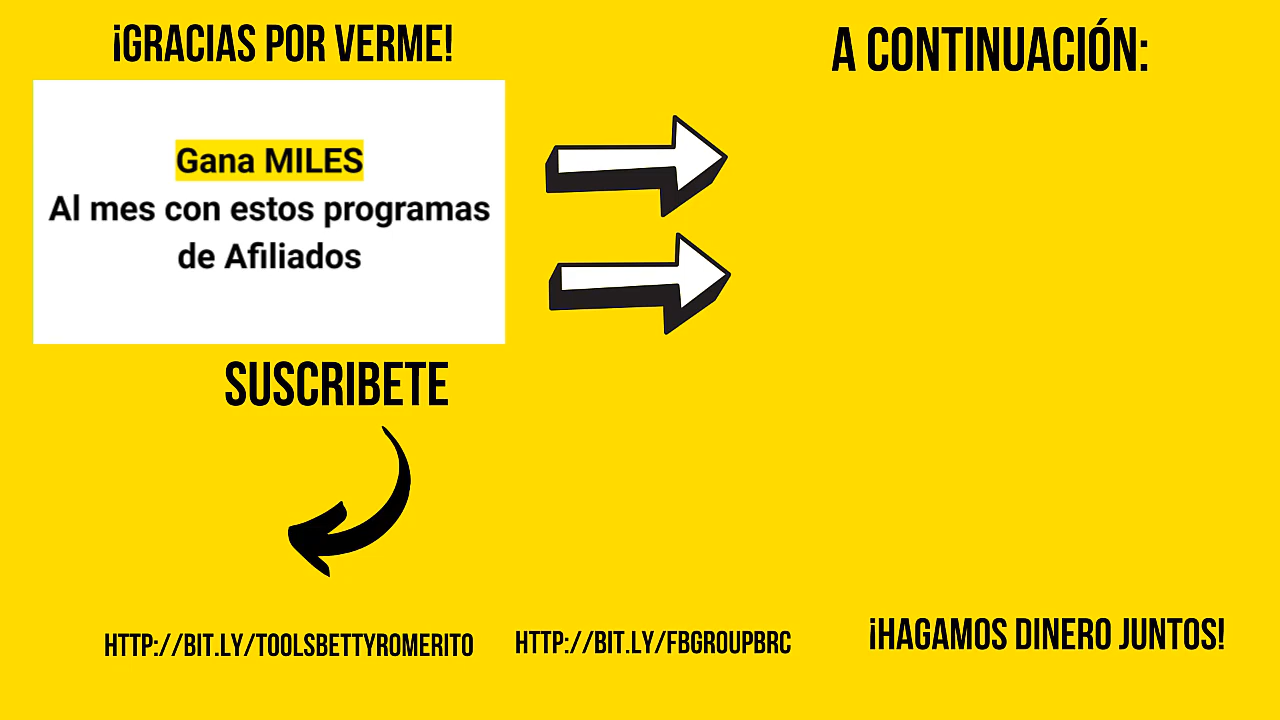 ¡GRACIAS POR VERME!
A CONTINUACIÓN:
Gana MILES
Al mes con estos programas
de Afiliados
SUSCRIBETE
HTTP://BIT.LY/TOOLSBETTYROMERITO
HTTP://BIT.LY/FBGROUPBRC
¡HAGAMOS DINERO JUNTOS!